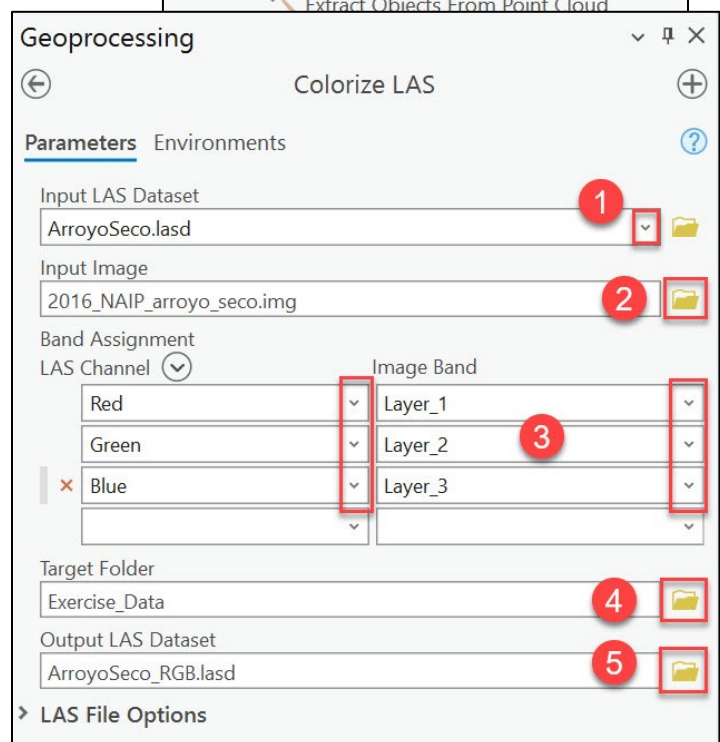 Extract Objects From Point Cloud
Geoprocessing
Colorize LAS
Parameters Environments
Input LAS Dataset
1
ArroyoSeco.lasd
Input Image
2016_NAIP_arroyo_seco.img 2
Band Assignment
LAS Channel Image Band
Red Layer_1
Green Layer_2 3
Blue Layer_3
Target Folder
Exercise_Data 4
Output LAS Dataset
ArroyoSeco_RGB.lasd 5
LAS File Options